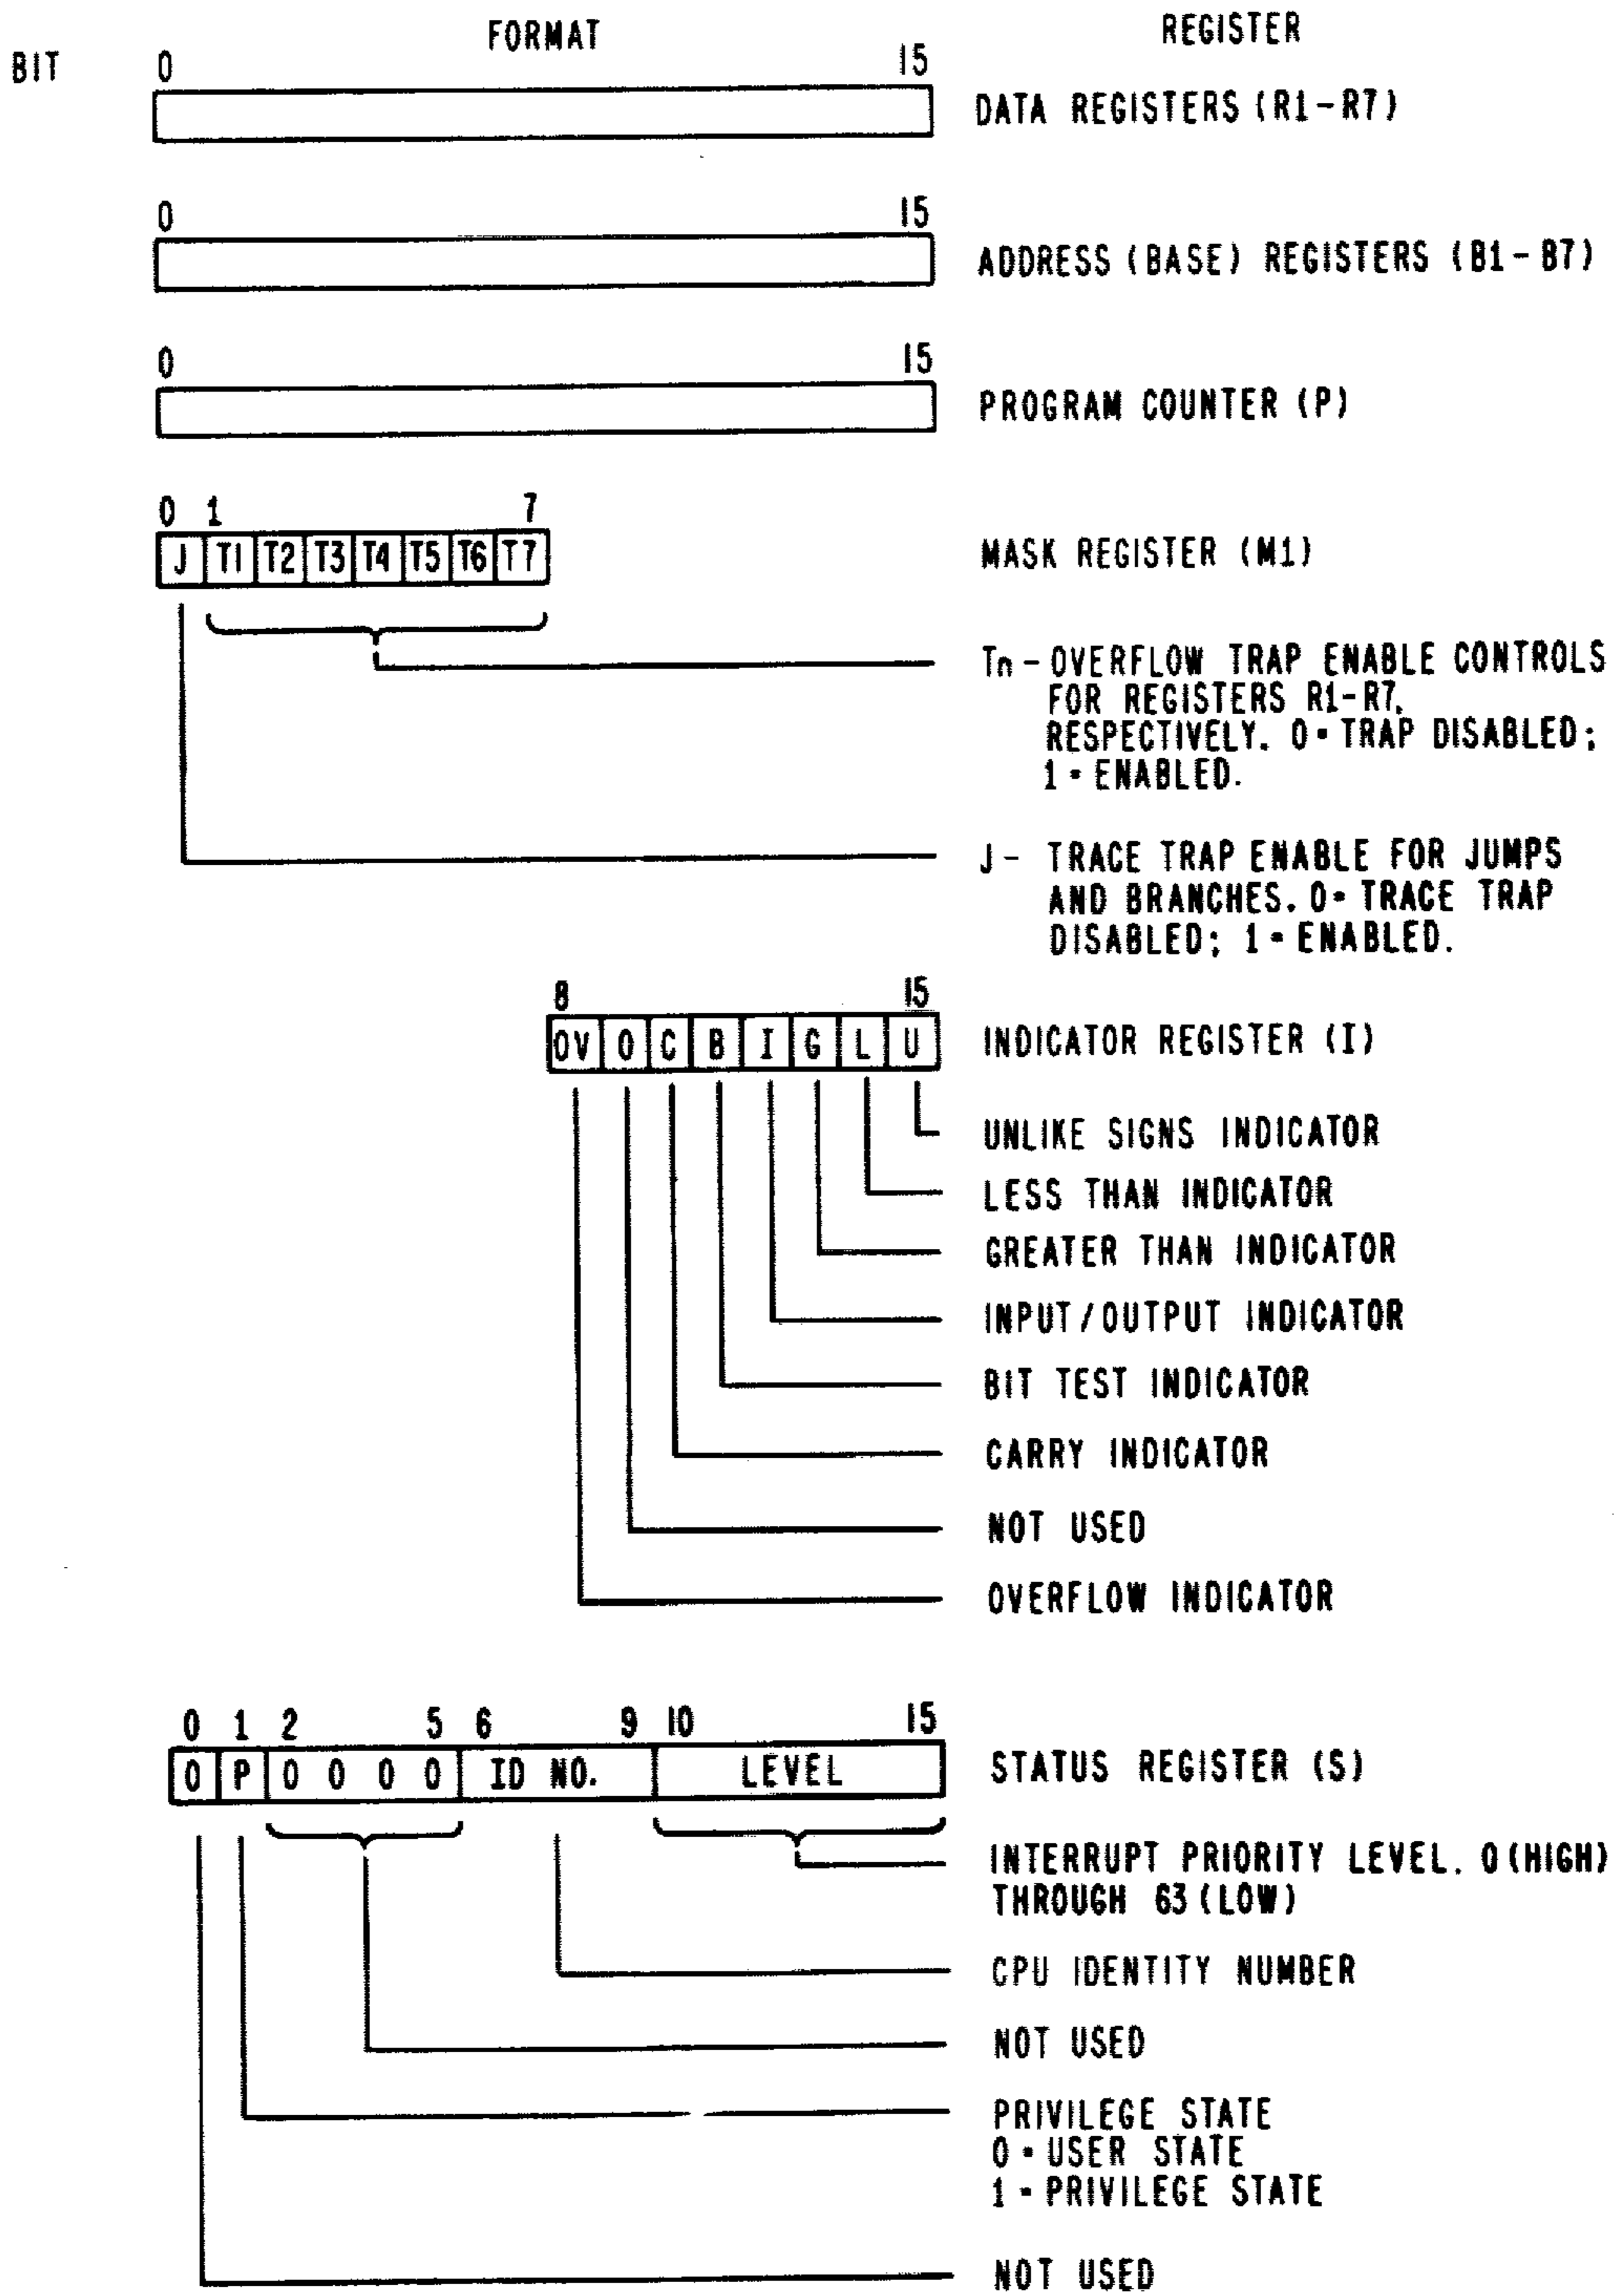 FORMAT REGISTER
BIT 0 15
DATA REGISTERS (R1-R7)
0 15
ADDRESS (BASE) REGISTERS (B1-B7)
0 15
PROGRAM COUNTER (P)
0 1 7
J T1 T2 T3 T4 T5 T6 T7 MASK REGISTER (M1)
Tn - OVERFLOW TRAP ENABLE CONTROLS
FOR REGISTERS R1-R7,
RESPECTIVELY. 0 = TRAP DISABLED;
1 = ENABLED.
J - TRACE TRAP ENABLE FOR JUMPS
AND BRANCHES. 0 = TRACE TRAP
DISABLED; 1 = ENABLED.
8 15
OV 0 C B I G L U INDICATOR REGISTER (I)
UNLIKE SIGNS INDICATOR
LESS THAN INDICATOR
GREATER THAN INDICATOR
INPUT/OUTPUT INDICATOR
BIT TEST INDICATOR
CARRY INDICATOR
NOT USED
OVERFLOW INDICATOR
0 1 2 5 6 9 10 15
0 P 0 0 0 0 ID NO. LEVEL STATUS REGISTER (S)
INTERRUPT PRIORITY LEVEL. 0 (HIGH)
THROUGH 63 (LOW)
CPU IDENTITY NUMBER
NOT USED
PRIVILEGE STATE
0 = USER STATE
1 = PRIVILEGE STATE
NOT USED